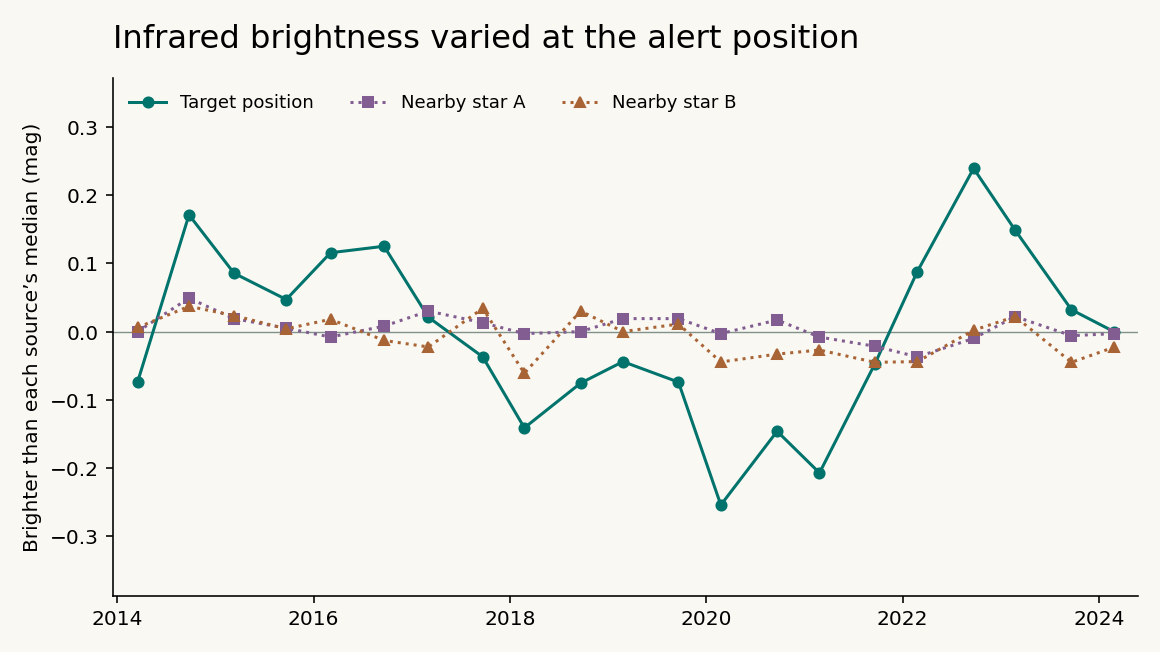 Infrared brightness varied at the alert position
Target position
Nearby star A
Nearby star B
Brighter than each source’s median (mag)
0.3
0.2
0.1
0.0
−0.1
−0.2
−0.3
2014 2016 2018 2020 2022 2024